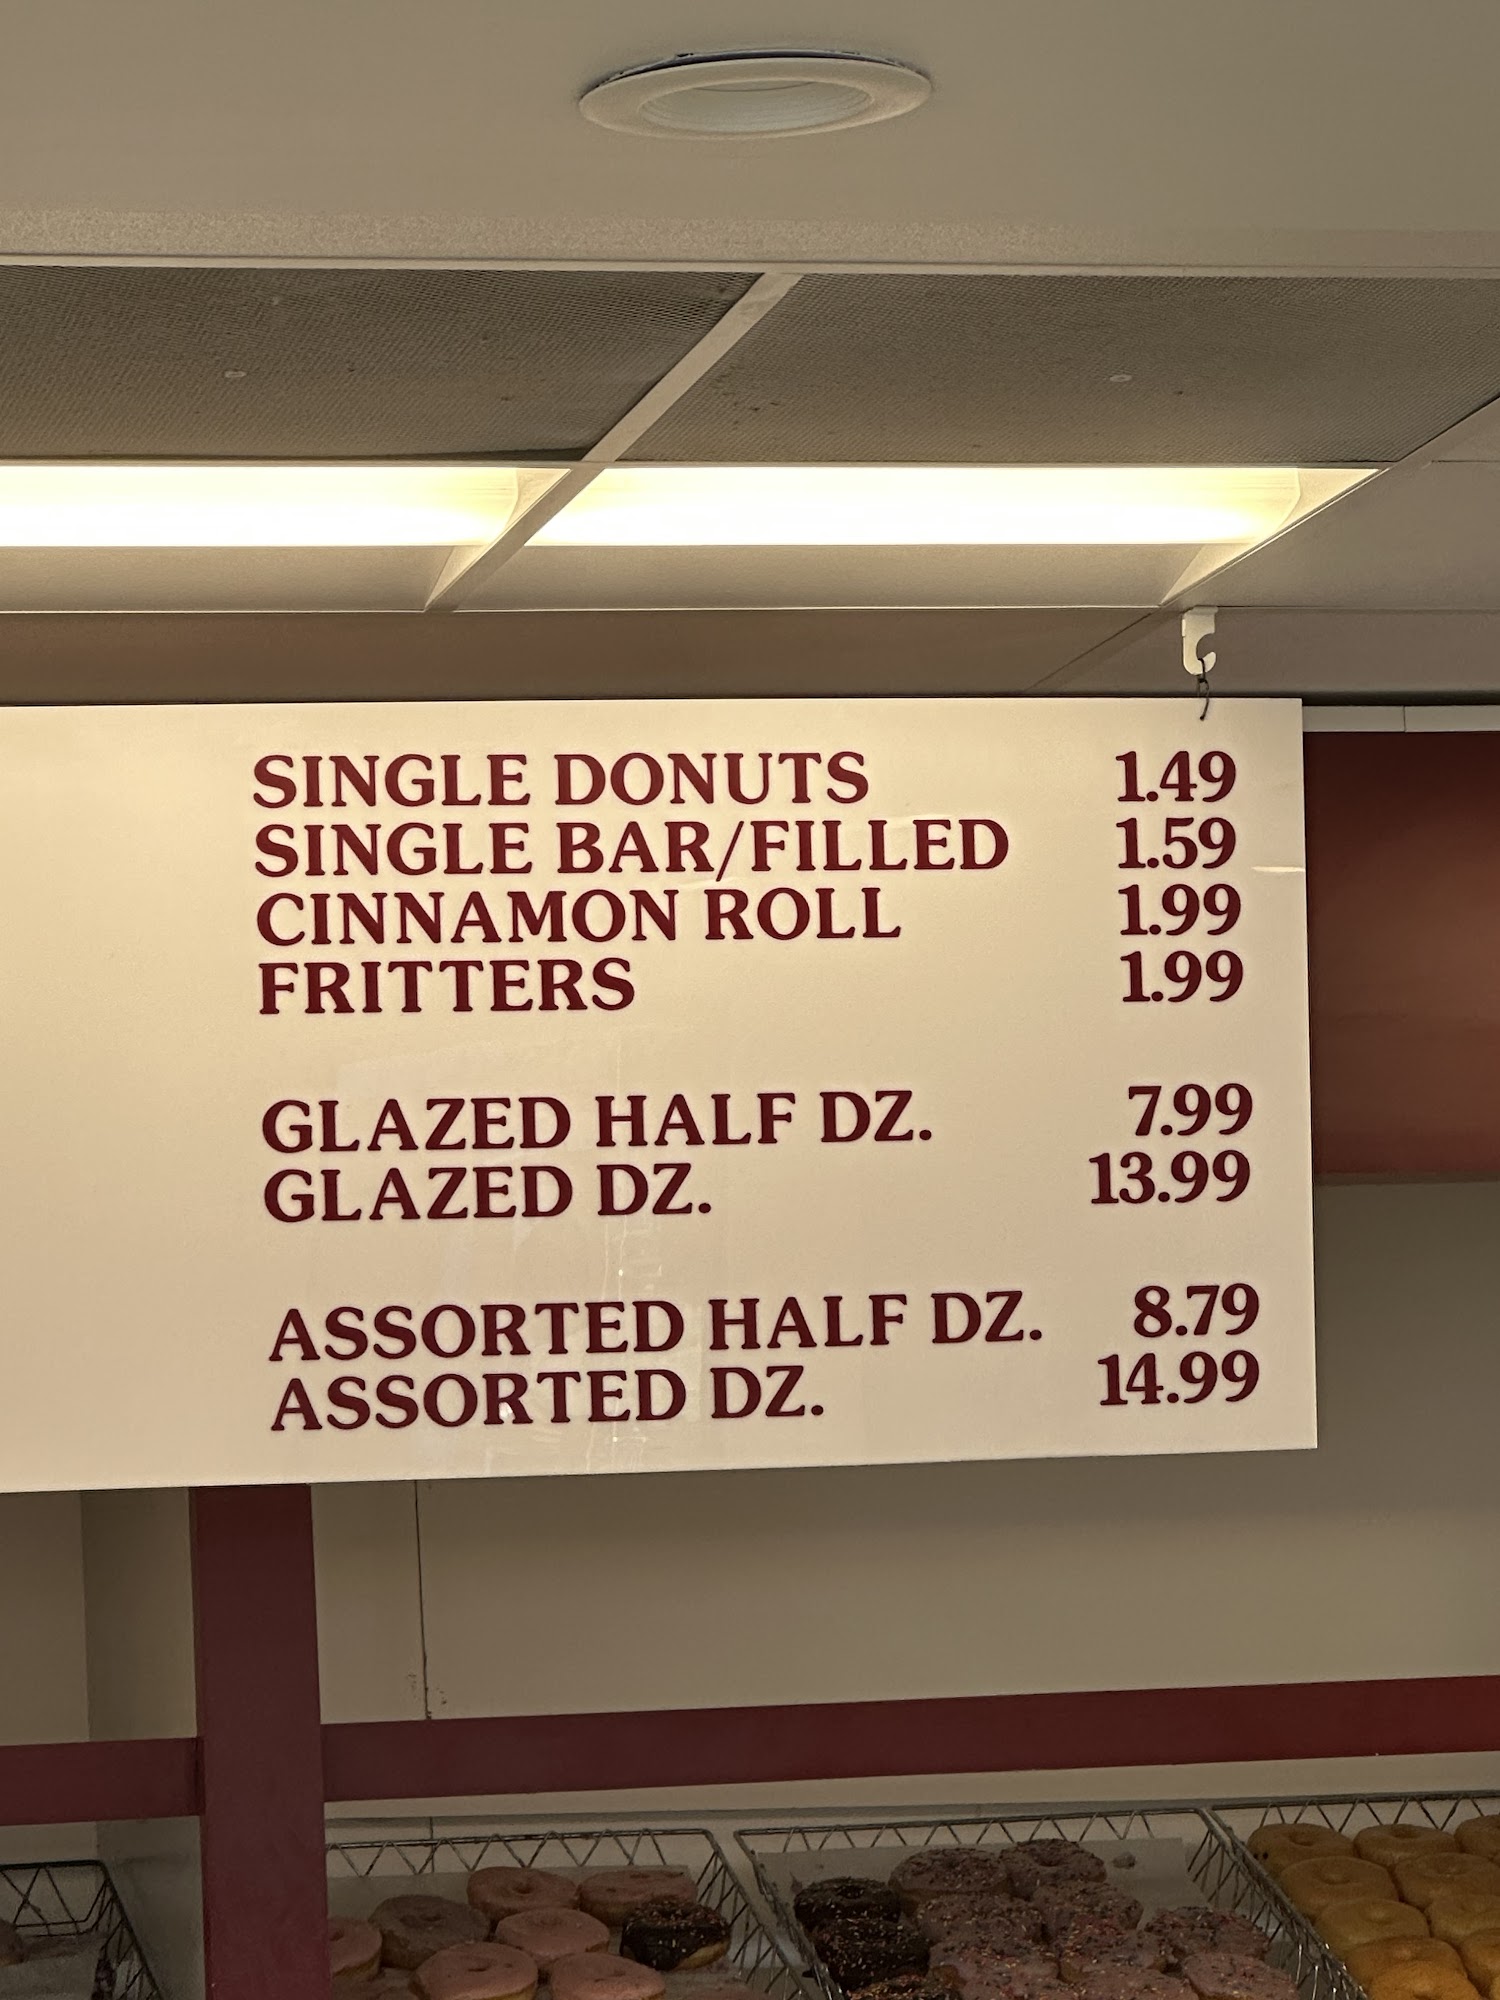 SINGLE DONUTS 1.49
SINGLE BAR/FILLED 1.59
CINNAMON ROLL 1.99
FRITTERS 1.99
GLAZED HALF DZ. 7.99
GLAZED DZ. 13.99
ASSORTED HALF DZ. 8.79
ASSORTED DZ. 14.99